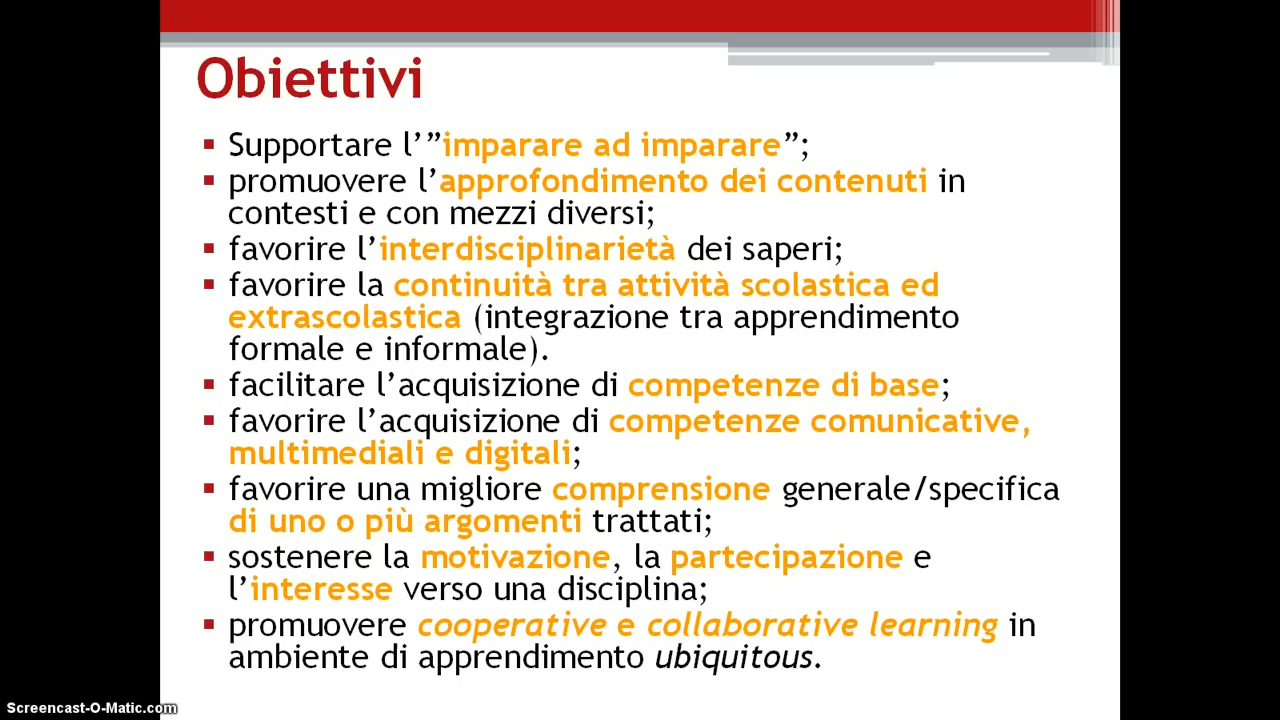 Obiettivi
▪ Supportare l’”imparare ad imparare”;
▪ promuovere l’approfondimento dei contenuti in
contesti e con mezzi diversi;
▪ favorire l’interdisciplinarietà dei saperi;
▪ favorire la continuità tra attività scolastica ed
extrascolastica (integrazione tra apprendimento
formale e informale).
▪ facilitare l’acquisizione di competenze di base;
▪ favorire l’acquisizione di competenze comunicative,
multimediali e digitali;
▪ favorire una migliore comprensione generale/specifica
di uno o più argomenti trattati;
▪ sostenere la motivazione, la partecipazione e
l’interesse verso una disciplina;
▪ promuovere cooperative e collaborative learning in
ambiente di apprendimento ubiquitous.
Screencast-O-Matic.com